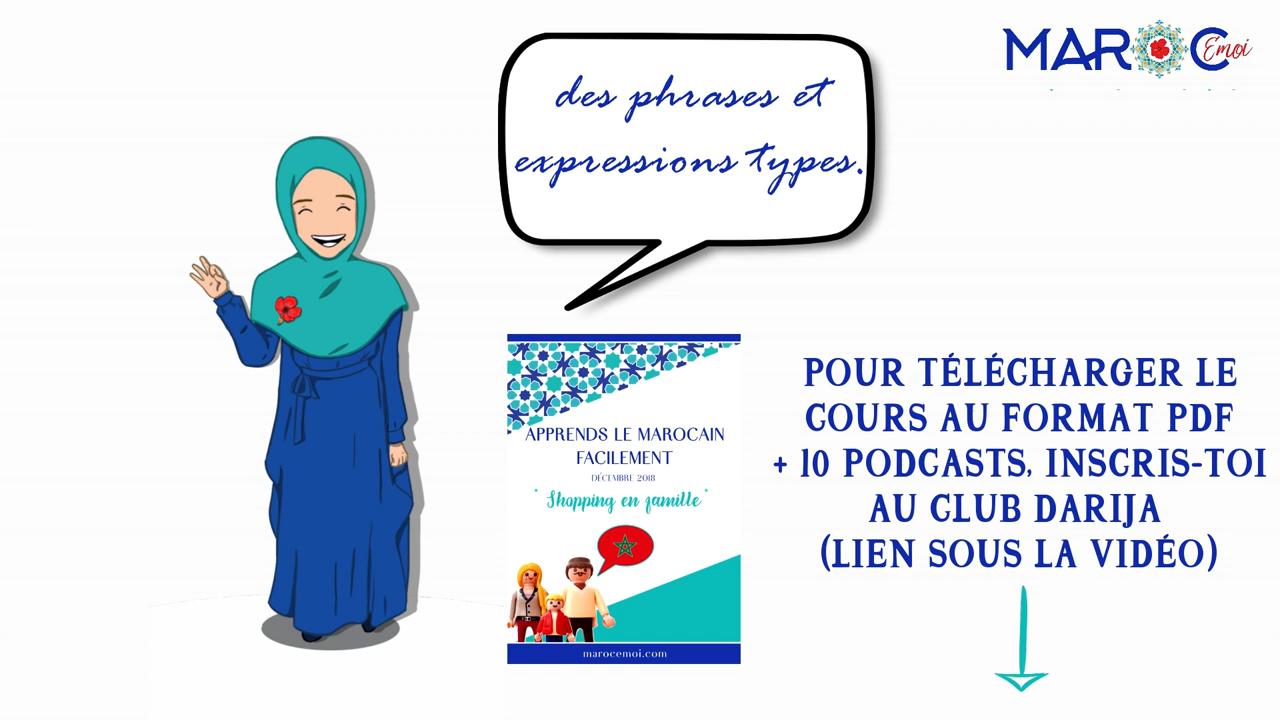 MAROC
Emoi
des phrases et
expressions types.
APPRENDS LE MAROCAIN
FACILEMENT
DÉCEMBRE 2018
" Shopping en famille "
marocemoi.com
POUR TÉLÉCHARGER LE
COURS AU FORMAT PDF
+ 10 PODCASTS, INSCRIS-TOI
AU CLUB DARIJA
(LIEN SOUS LA VIDÉO)